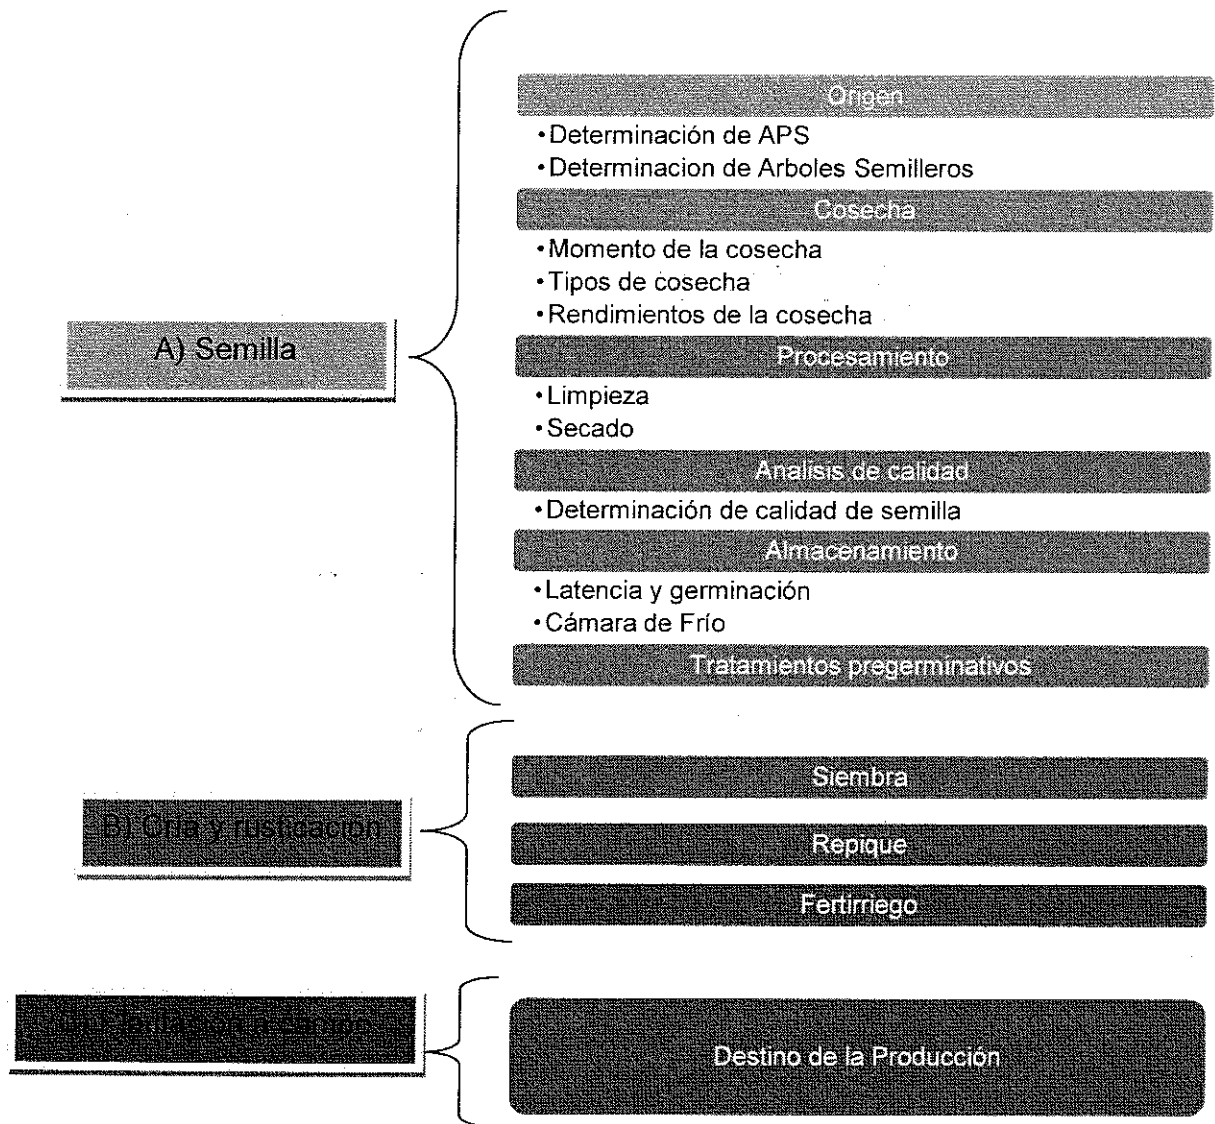 Origen
•Determinación de APS
•Determinacion de Arboles Semilleros
Cosecha
•Momento de la cosecha
•Tipos de cosecha
•Rendimientos de la cosecha
A) Semilla
Procesamiento
•Limpieza
•Secado
Analisis de calidad
•Determinación de calidad de semilla
Almacenamiento
•Latencia y germinación
•Cámara de Frío
Tratamientos pregerminativos
Siembra
B) Cria y rusticación
Repique
Fertirriego
Destino de la Producción